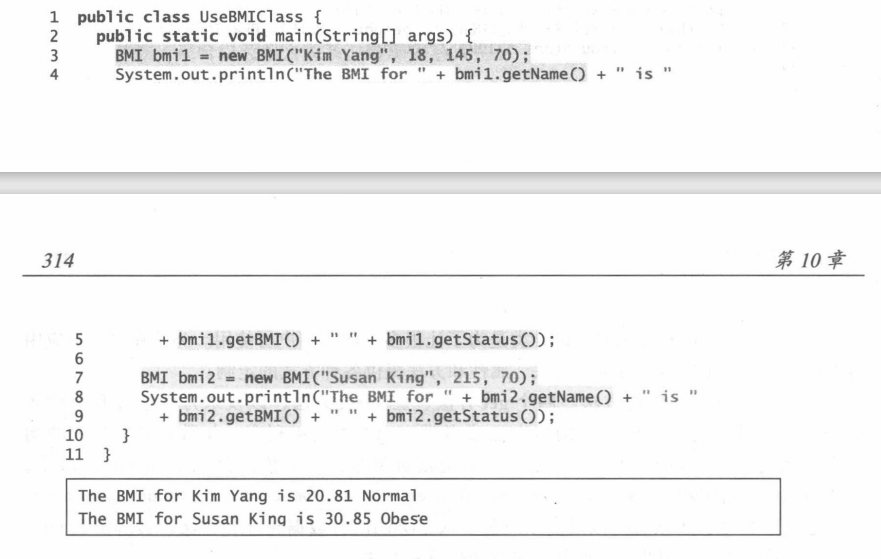 1 public class UseBMIClass {
2 public static void main(String[] args) {
3 BMI bmi1 = new BMI("Kim Yang", 18, 145, 70);
4 System.out.println("The BMI for " + bmi1.getName() + " is "
314 第 10 章
5 + bmi1.getBMI() + " " + bmi1.getStatus());
6
7 BMI bmi2 = new BMI("Susan King", 215, 70);
8 System.out.println("The BMI for " + bmi2.getName() + " is "
9 + bmi2.getBMI() + " " + bmi2.getStatus());
10 }
11 }
The BMI for Kim Yang is 20.81 Normal
The BMI for Susan King is 30.85 Obese